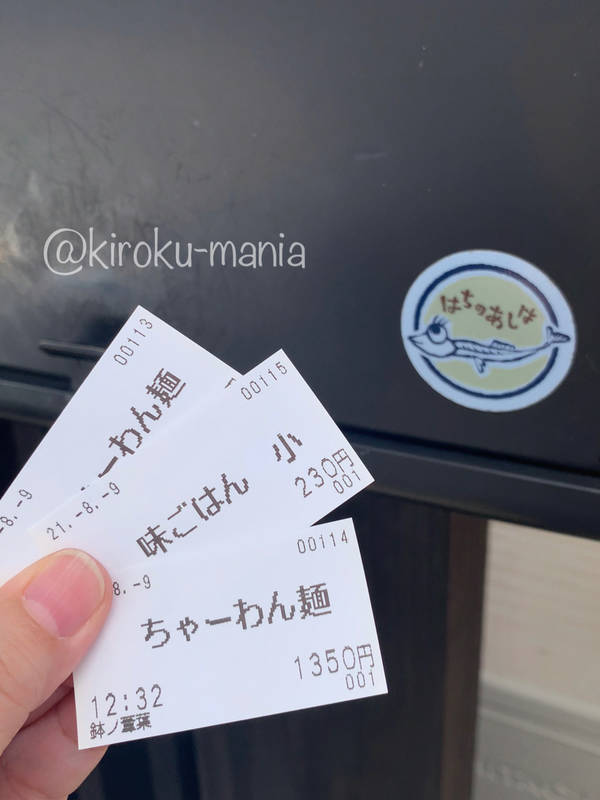 @kiroku-mania
はちのあしは
00113
ーわん麺
8.-9
00115
21.-8.-9
味ごはん 小
230円
001
00114
8.-9
ちゃーわん麺
1350円
001
12:32
鉢ノ葦葉